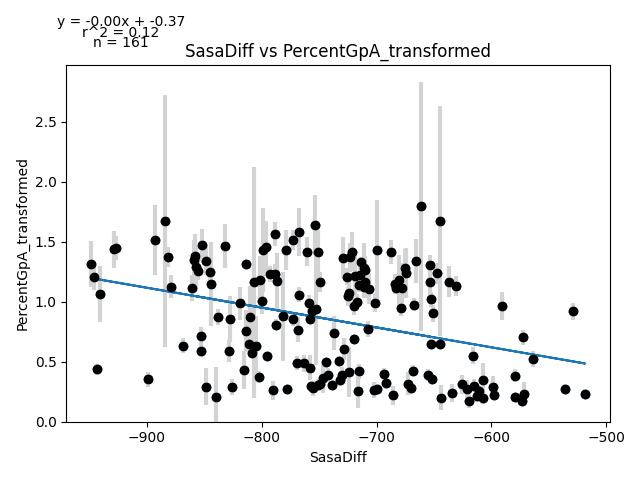 y = -0.00x + -0.37
r^2 = 0.12
n = 161
SasaDiff vs PercentGpA_transformed
PercentGpA_transformed
2.5
2.0
1.5
1.0
0.5
0.0
−900
−800
−700
−600
−500
SasaDiff